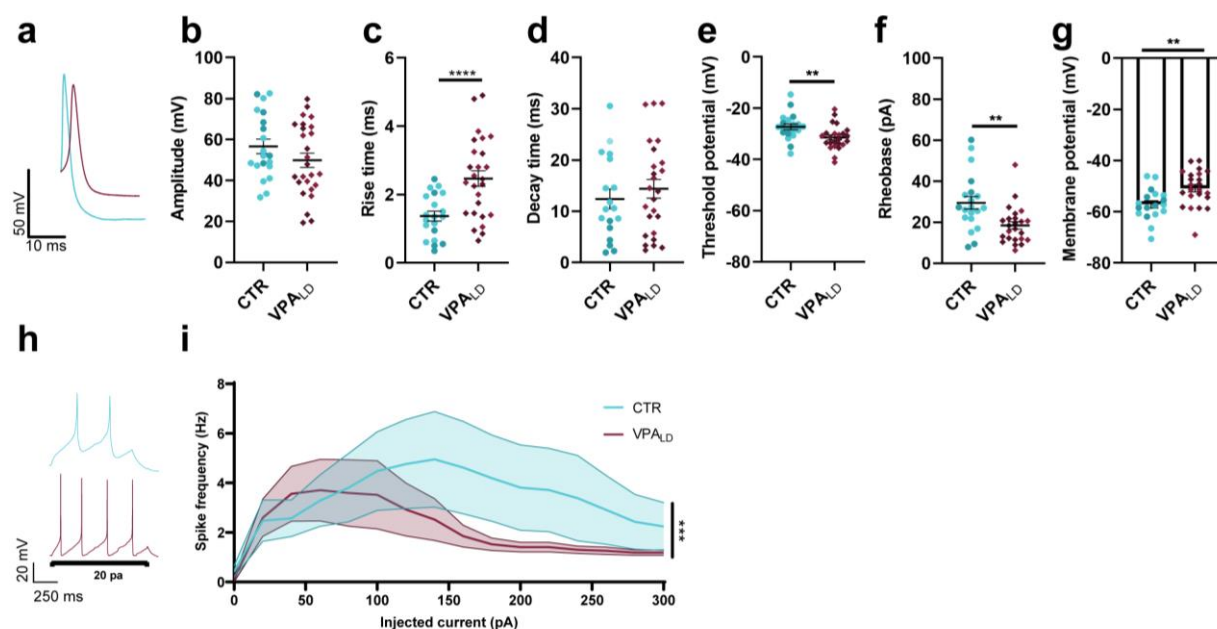 a
50 mV
10 ms
b
Amplitude (mV)
100
80
60
40
20
0
CTR
VPALD
c
Rise time (ms)
6
4
2
0
****
CTR
VPALD
d
Decay time (ms)
40
30
20
10
0
CTR
VPALD
e
Threshold potential (mV)
0
-20
-40
-60
-80
**
CTR
VPALD
f
Rheobase (pA)
100
80
60
40
20
0
**
CTR
VPALD
g
Membrane potential (mV)
0
-20
-40
-60
-80
**
CTR
VPALD
h
20 pa
20 mV
250 ms
i
Spike frequency (Hz)
8
6
4
2
0
CTR
VPALD
***
0
50
100
150
200
250
300
Injected current (pA)